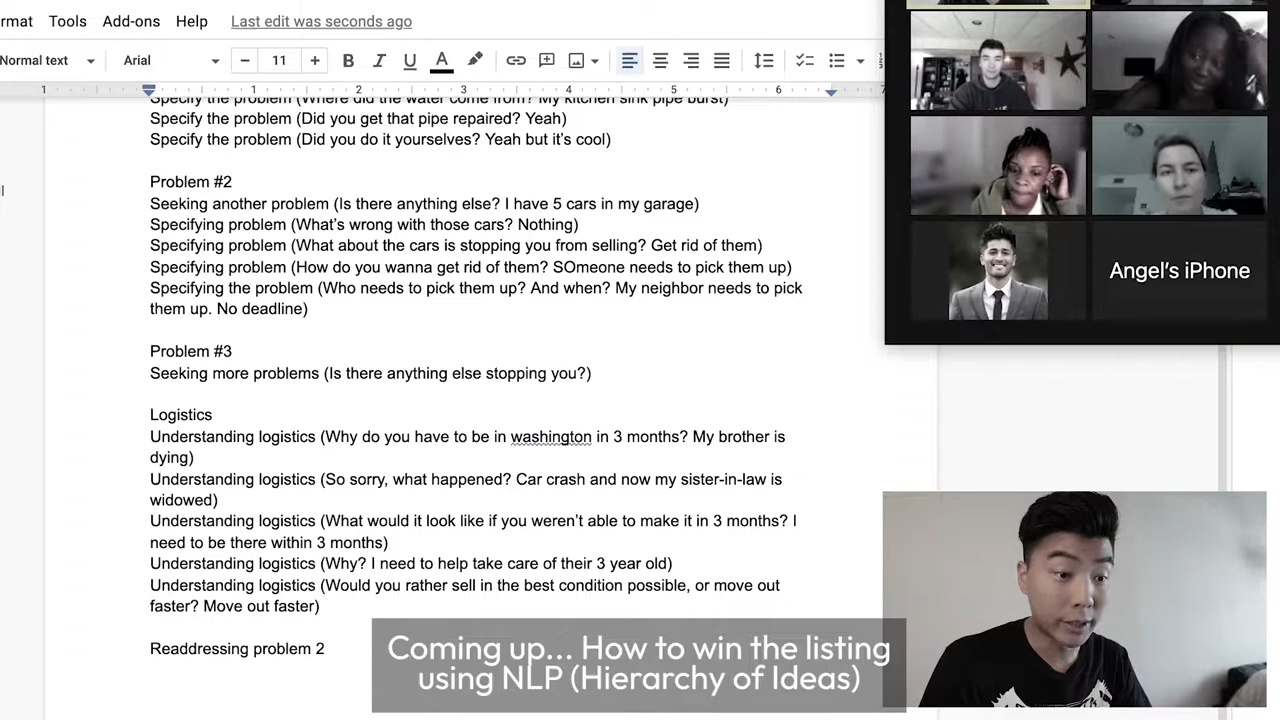 rmat Tools Add-ons Help Last edit was seconds ago
Normal text Arial 11
1 1 2 3 4 5 6 7
Specify the problem (Where did the water come from? My kitchen sink pipe burst)
Specify the problem (Did you get that pipe repaired? Yeah)
Specify the problem (Did you do it yourselves? Yeah but it's cool)
Problem #2
Seeking another problem (Is there anything else? I have 5 cars in my garage)
Specifying problem (What's wrong with those cars? Nothing)
Specifying problem (What about the cars is stopping you from selling? Get rid of them)
Specifying problem (How do you wanna get rid of them? SOmeone needs to pick them up)
Specifying the problem (Who needs to pick them up? And when? My neighbor needs to pick
them up. No deadline)
Problem #3
Seeking more problems (Is there anything else stopping you?)
Logistics
Understanding logistics (Why do you have to be in washington in 3 months? My brother is
dying)
Understanding logistics (So sorry, what happened? Car crash and now my sister-in-law is
widowed)
Understanding logistics (What would it look like if you weren't able to make it in 3 months? I
need to be there within 3 months)
Understanding logistics (Why? I need to help take care of their 3 year old)
Understanding logistics (Would you rather sell in the best condition possible, or move out
faster? Move out faster)
Readdressing problem 2
Angel's iPhone
Coming up... How to win the listing
using NLP (Hierarchy of Ideas)